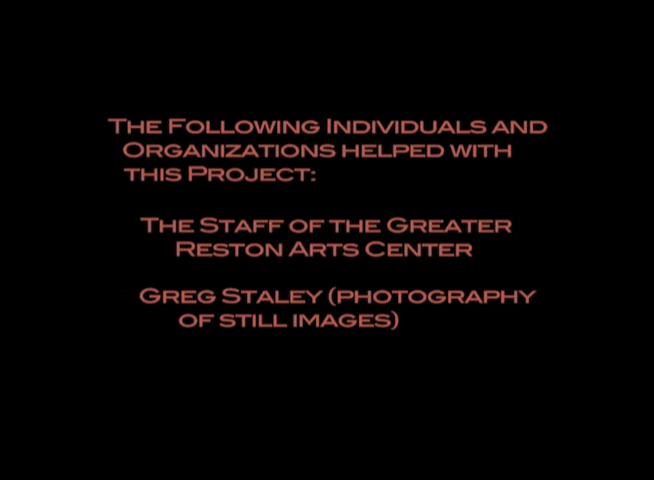 The Following Individuals and
Organizations helped with
this Project:
The Staff of the Greater
Reston Arts Center
Greg Staley (photography
of still images)